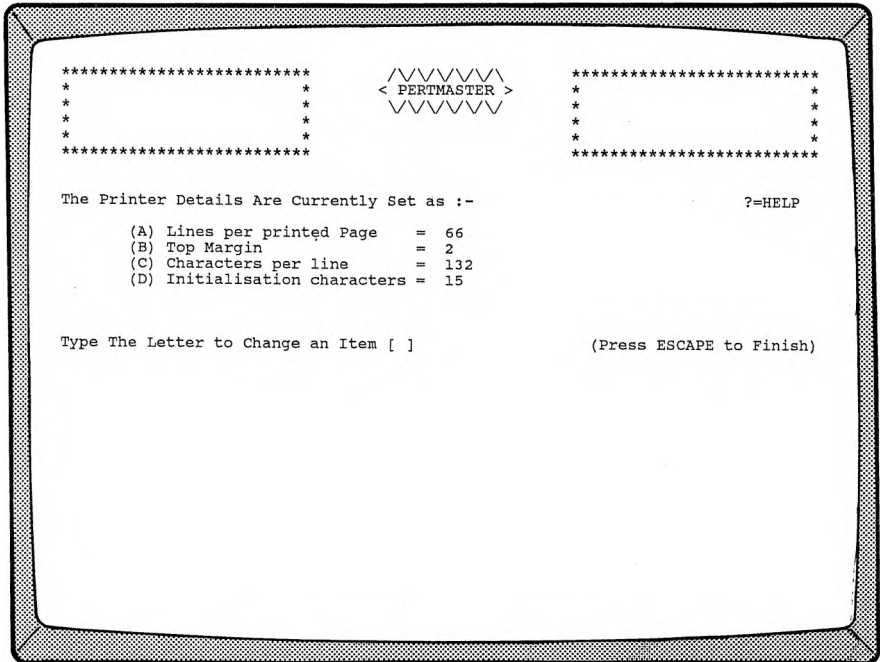 *************************** /\/\/\/\/\/\ **************************
* * < PERTMASTER > * *
* * \/\/\/\/\/\/ * *
* * * *
* * * *
************************** **************************
The Printer Details Are Currently Set as :- ?=HELP
(A) Lines per printed Page = 66
(B) Top Margin = 2
(C) Characters per line = 132
(D) Initialisation characters = 15
Type The Letter to Change an Item [ ] (Press ESCAPE to Finish)